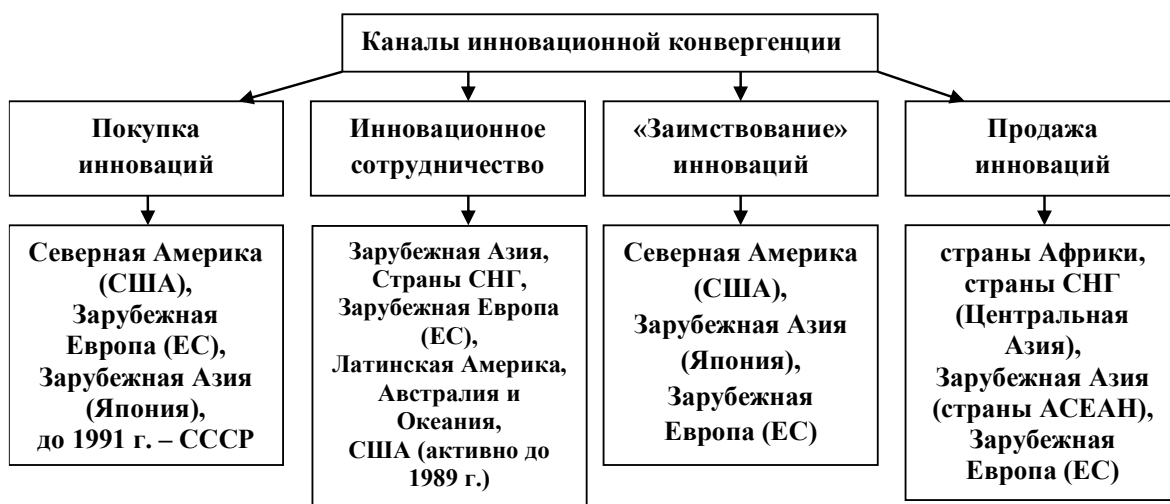 Каналы инновационной конвергенции
Покупка
инноваций
Инновационное
сотрудничество
«Заимствование»
инноваций
Продажа
инноваций
Северная Америка
(США),
Зарубежная
Европа (ЕС),
Зарубежная Азия
(Япония),
до 1991 г. – СССР
Зарубежная Азия,
Страны СНГ,
Зарубежная Европа
(ЕС),
Латинская Америка,
Австралия и
Океания,
США (активно до
1989 г.)
Северная Америка
(США),
Зарубежная Азия
(Япония),
Зарубежная
Европа (ЕС)
страны Африки,
страны СНГ
(Центральная
Азия),
Зарубежная Азия
(страны АСЕАН),
Зарубежная
Европа (ЕС)